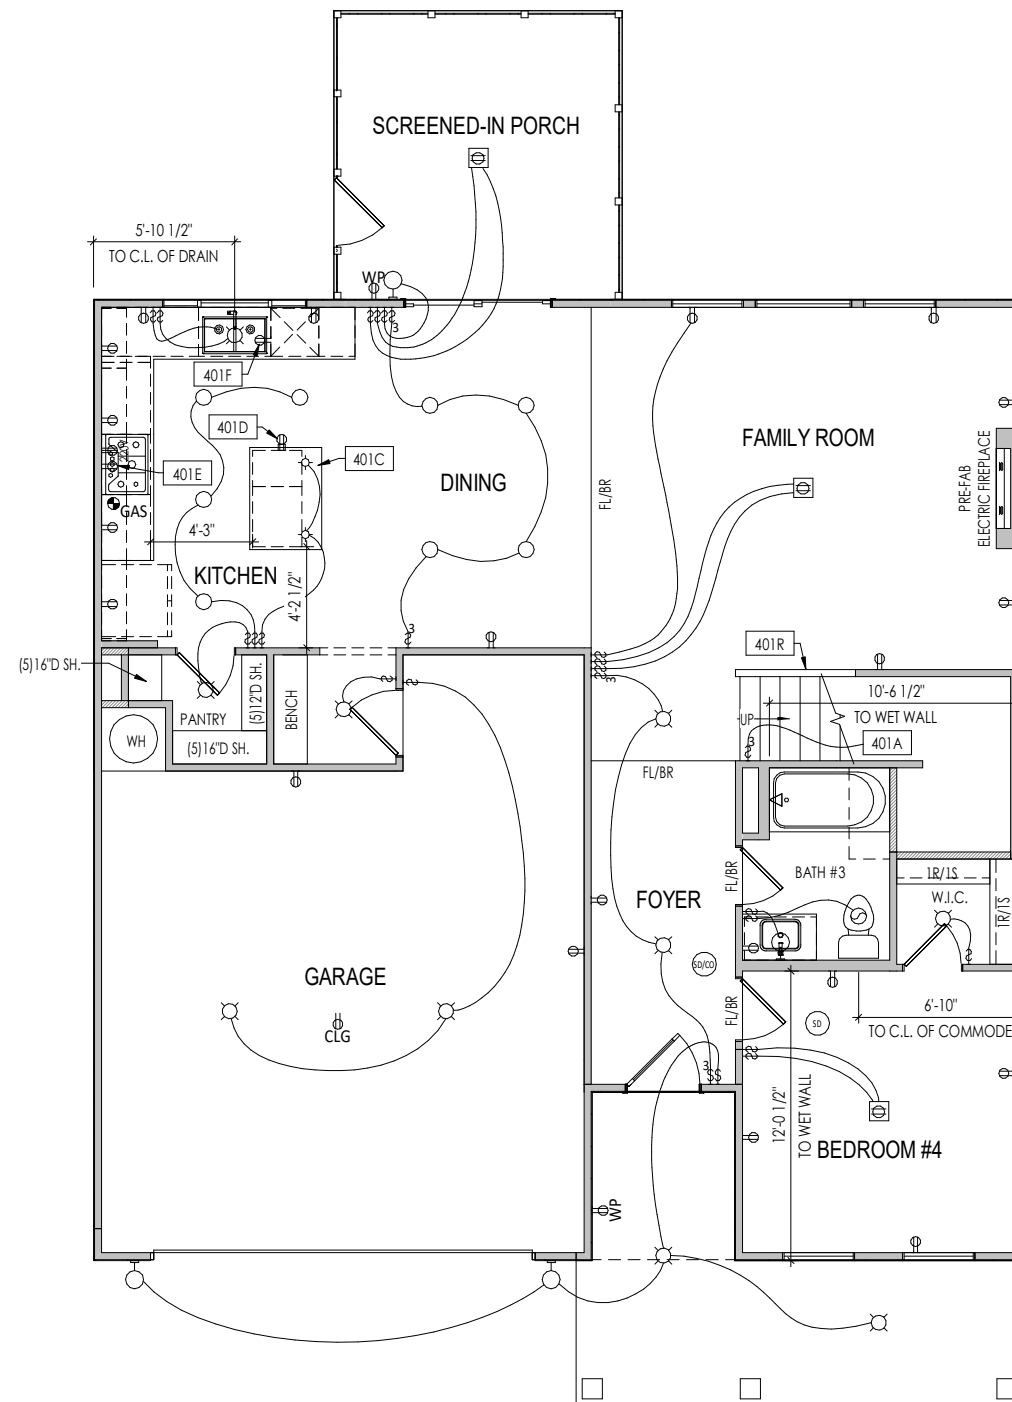 SCREENED-IN PORCH
5'-10 1/2"
TO C.L. OF DRAIN
WP
3
401F
401D
401C
401E
GAS
4'-3"
KITCHEN
4'-2 1/2"
DINING
3
FL/BR
FAMILY ROOM
PRE-FAB
ELECTRIC FIREPLACE
(5)16"D SH.
PANTRY
(5)12"D SH.
(5)16"D SH.
BENCH
WH
3
401R
10'-6 1/2"
TO WET WALL
UP
3
401A
FL/BR
FL/BR
BATH #3
1R/1S
W.I.C.
1R/1S
FOYER
SD/CO
FL/BR
SD
6'-10"
TO C.L. OF COMMODE
GARAGE
CLG
3
12'-0 1/2"
TO WET WALL
BEDROOM #4
WP